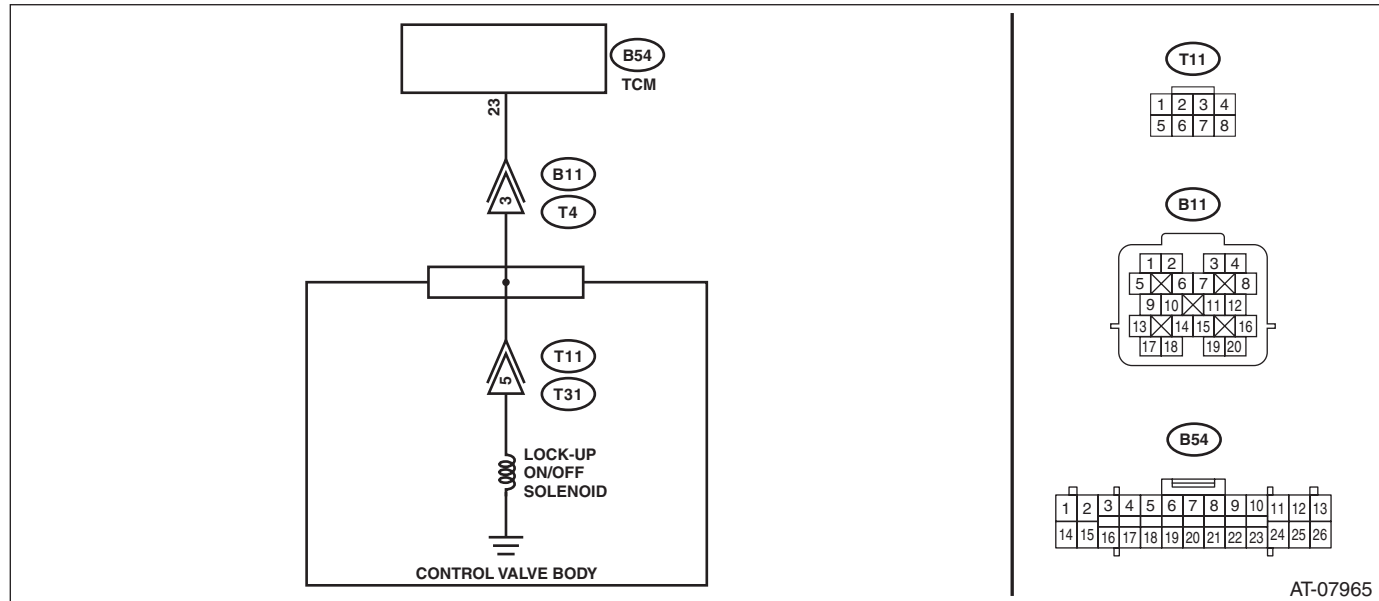 B54
TCM
23
B11
3
T4
T11
5
T31
LOCK-UP
ON/OFF
SOLENOID
CONTROL VALVE BODY
T11
1 2 3 4
5 6 7 8
B11
1 2 3 4
5 6 7 8
9 10 11 12
13 14 15 16
17 18 19 20
B54
1 2 3 4 5 6 7 8 9 10 11 12 13
14 15 16 17 18 19 20 21 22 23 24 25 26
AT-07965